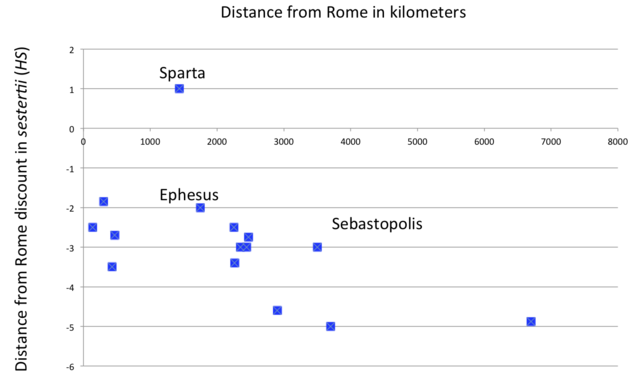 Distance from Rome in kilometers
Distance from Rome discount in sestertii (HS)
2
Sparta
1
0
0 1000 2000 3000 4000 5000 6000 7000 8000
-1
Ephesus
-2
Sebastopolis
-3
-4
-5
-6